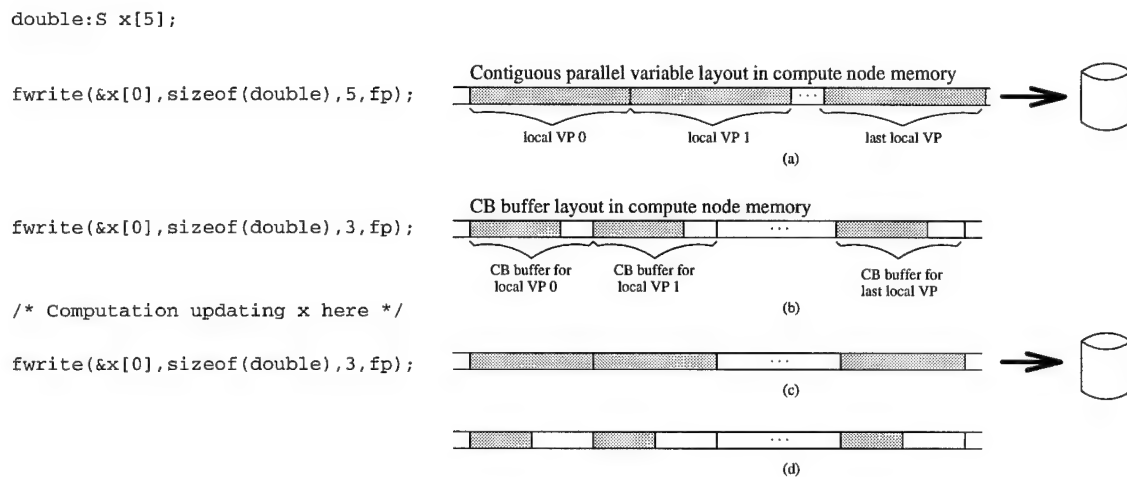 double:S x[5];
Contiguous parallel variable layout in compute node memory
fwrite(&x[0],sizeof(double),5,fp);
...
local VP 0
local VP 1
last local VP
(a)
CB buffer layout in compute node memory
fwrite(&x[0],sizeof(double),3,fp);
...
CB buffer for
local VP 0
CB buffer for
local VP 1
CB buffer for
last local VP
/* Computation updating x here */
(b)
fwrite(&x[0],sizeof(double),3,fp);
...
(c)
...
(d)